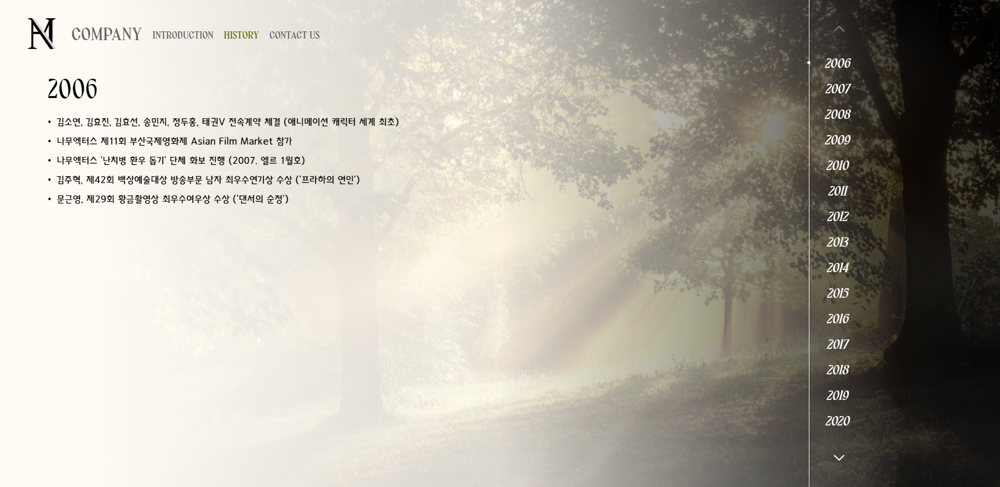 COMPANY INTRODUCTION HISTORY CONTACT US
2006
• 김소연, 김효진, 김효선, 송민지, 정두홍, 태권V 전속계약 체결 (애니메이션 캐릭터 세계 최초)
• 나무엑터스 제11회 부산국제영화제 Asian Film Market 참가
• 나무엑터스 '난치병 환우 돕기' 단체 화보 진행 (2007. 엘르 1월호)
• 김주혁, 제42회 백상예술대상 방송부문 남자 최우수연기상 수상 ('프라하의 연인')
• 문근영, 제29회 황금촬영상 최우수여우상 수상 ('댄서의 순정')
2006
2007
2008
2009
2010
2011
2012
2013
2014
2015
2016
2017
2018
2019
2020